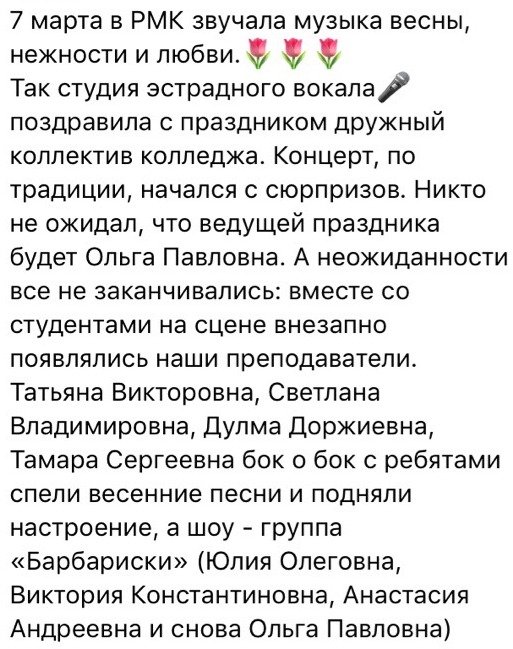 7 марта в РМК звучала музыка весны,
нежности и любви.🌷🌷🌷
Так студия эстрадного вокала🎤
поздравила с праздником дружный
коллектив колледжа. Концерт, по
традиции, начался с сюрпризов. Никто
не ожидал, что ведущей праздника
будет Ольга Павловна. А неожиданности
все не заканчивались: вместе со
студентами на сцене внезапно
появлялись наши преподаватели.
Татьяна Викторовна, Светлана
Владимировна, Дулма Доржиевна,
Тамара Сергеевна бок о бок с ребятами
спели весенние песни и подняли
настроение, а шоу - группа
«Барбариски» (Юлия Олеговна,
Виктория Константиновна, Анастасия
Андреевна и снова Ольга Павловна)